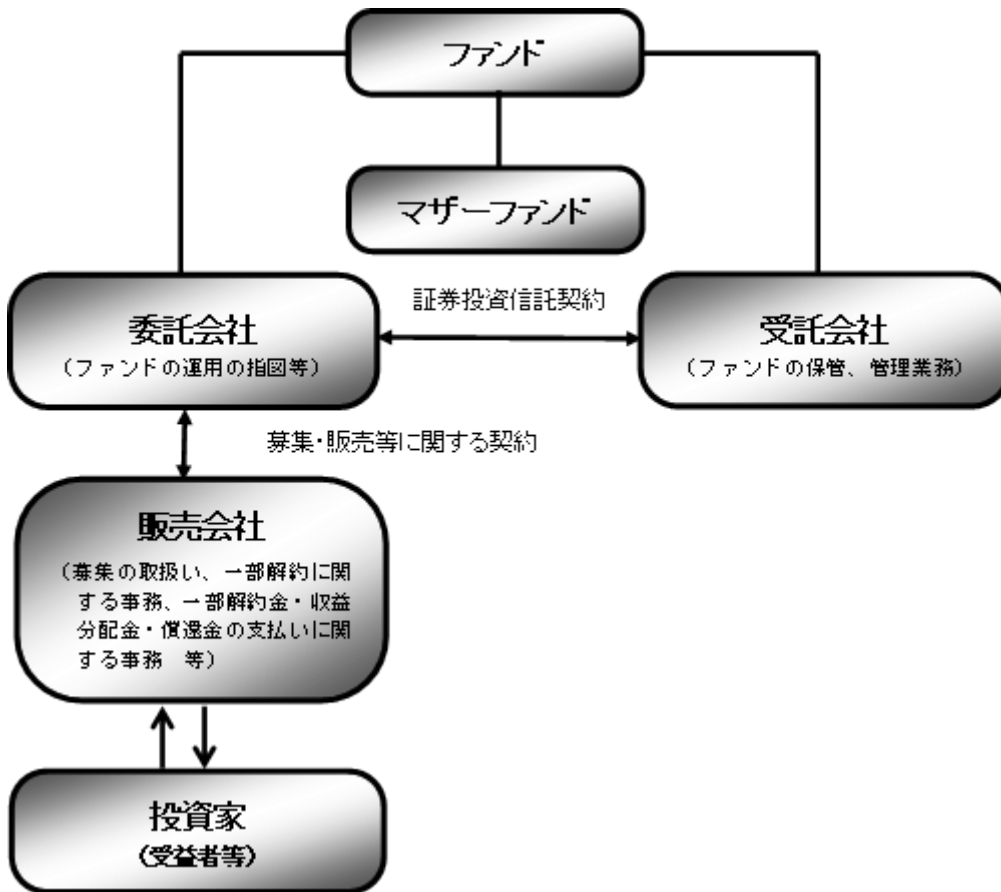 ファンド
マザーファンド
証券投資信託契約
委託会社
（ファンドの運用の指図等）
受託会社
（ファンドの保管、管理業務）
募集・販売等に関する契約
販売会社
（募集の取扱い、一部解約に関
する事務、一部解約金・収益
分配金・償還金の支払いに関
する事務　等）
投資家
（受益者等）